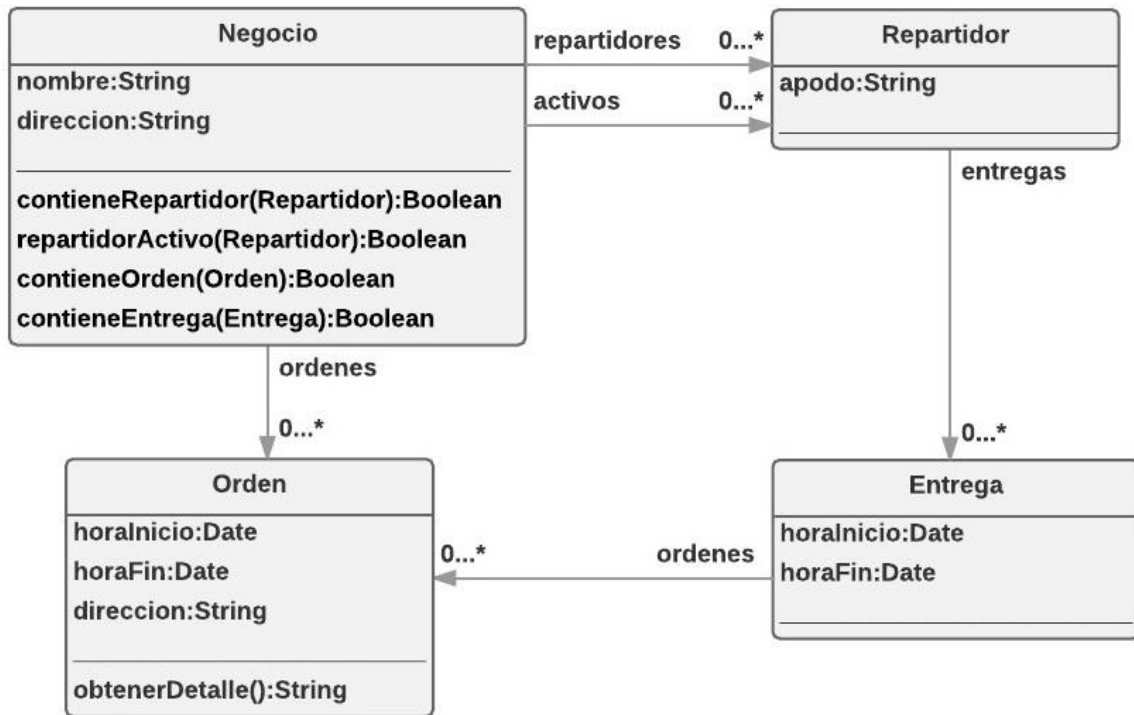 Negocio
nombre:String
direccion:String
contieneRepartidor(Repartidor):Boolean
repartidorActivo(Repartidor):Boolean
contieneOrden(Orden):Boolean
contieneEntrega(Entrega):Boolean
repartidores 0...*
activos 0...*
Repartidor
apodo:String
entregas
0...*
ordenes
0...*
Orden
horaInicio:Date
horaFin:Date
direccion:String
obtenerDetalle():String
0...* ordenes
Entrega
horaInicio:Date
horaFin:Date